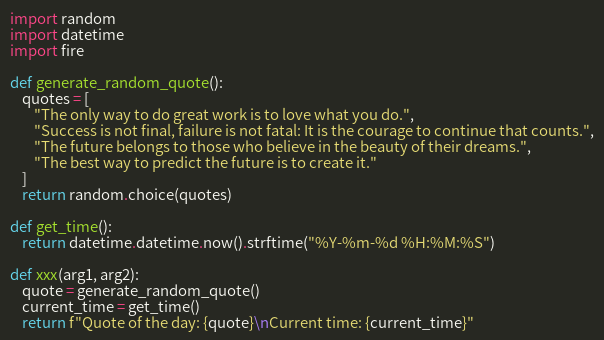 import random
import datetime
import fire

def generate_random_quote():
    quotes = [
        "The only way to do great work is to love what you do.",
        "Success is not final, failure is not fatal: It is the courage to continue that counts.",
        "The future belongs to those who believe in the beauty of their dreams.",
        "The best way to predict the future is to create it."
    ]
    return random.choice(quotes)

def get_time():
    return datetime.datetime.now().strftime("%Y-%m-%d %H:%M:%S")

def xxx(arg1, arg2):
    quote = generate_random_quote()
    current_time = get_time()
    return f"Quote of the day: {quote}\nCurrent time: {current_time}"